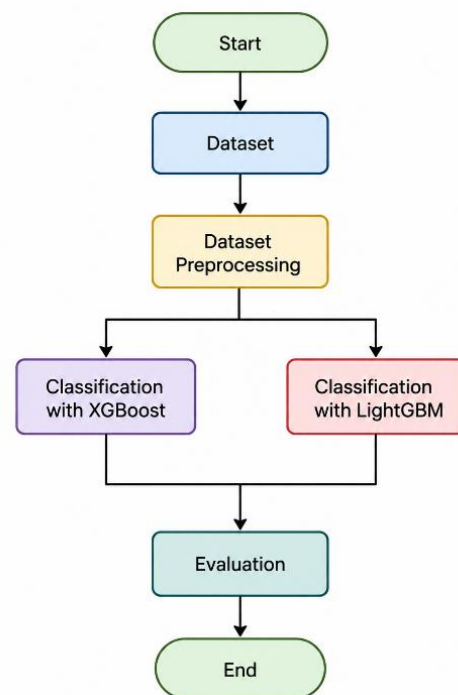 Start
Dataset
Dataset
Preprocessing
Classification
with XGBoost
Classification
with LightGBM
Evaluation
End